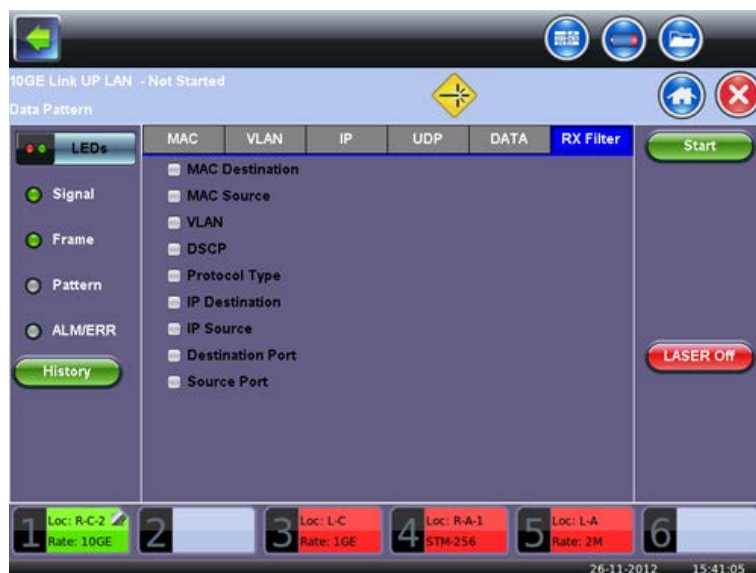 10GE Link UP LAN - Not Started
Data Pattern
LEDs
Signal
Frame
Pattern
ALM/ERR
History
MAC VLAN IP UDP DATA RX Filter
MAC Destination
MAC Source
VLAN
DSCP
Protocol Type
IP Destination
IP Source
Destination Port
Source Port
Start
LASER Off
1 Loc: R-C-2
Rate: 10GE
2
3 Loc: L-C
Rate: 1GE
4 Loc: R-A-1
STM-256
5 Loc: L-A
Rate: 2M
6
26-11-2012 15:41:05